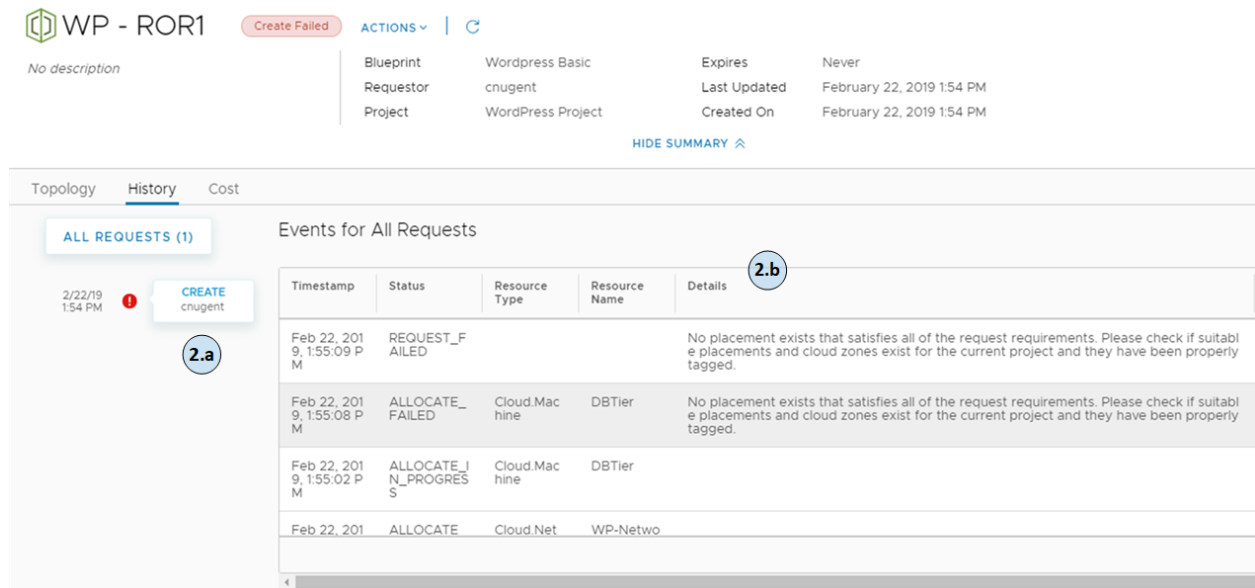 WP - ROR1
Create Failed
ACTIONS
No description
Blueprint Wordpress Basic
Requestor cnugent
Project WordPress Project
Expires Never
Last Updated February 22, 2019 1:54 PM
Created On February 22, 2019 1:54 PM
HIDE SUMMARY
Topology History Cost
ALL REQUESTS (1)
2/22/19
1:54 PM
CREATE
cnugent
2.a
Events for All Requests
2.b
Timestamp Status Resource Type Resource Name Details
Feb 22, 201
9, 1:55:09 P
M
REQUEST_F
AILED
No placement exists that satisfies all of the request requirements. Please check if suitabl
e placements and cloud zones exist for the current project and they have been properly
tagged.
Feb 22, 201
9, 1:55:08 P
M
ALLOCATE_
FAILED
Cloud.Mac
hine
DBTier
No placement exists that satisfies all of the request requirements. Please check if suitabl
e placements and cloud zones exist for the current project and they have been properly
tagged.
Feb 22, 201
9, 1:55:02 P
M
ALLOCATE_I
N_PROGRES
S
Cloud.Mac
hine
DBTier
Feb 22, 201
ALLOCATE
Cloud.Net
WP-Netwo